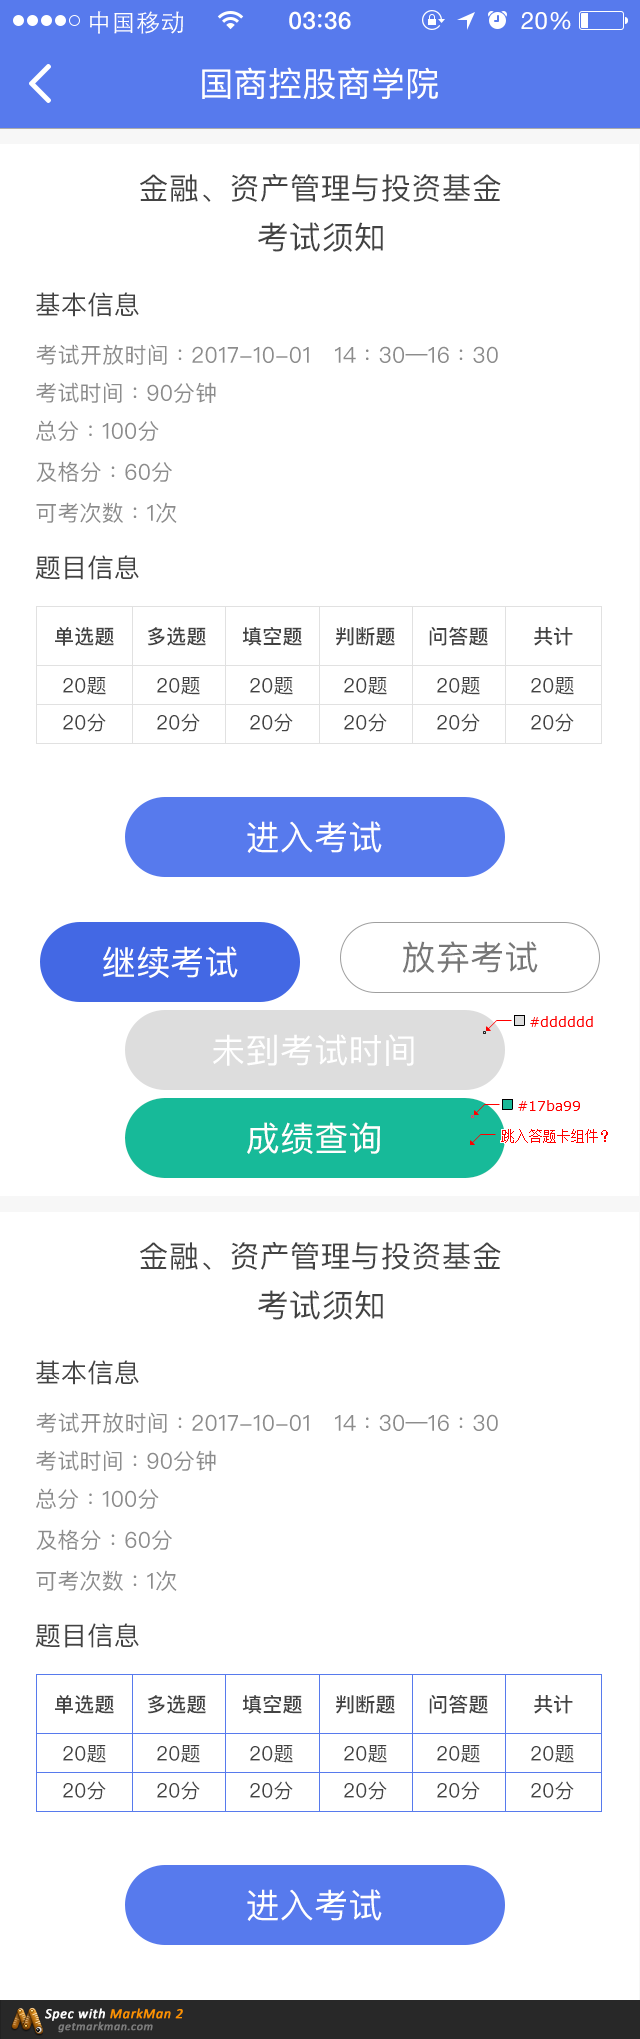 中国移动 03:36 20%
国商控股商学院
金融、资产管理与投资基金
考试须知
基本信息
考试开放时间：2017-10-01 14：30—16：30
考试时间：90分钟
总分：100分
及格分：60分
可考次数：1次
题目信息
单选题 多选题 填空题 判断题 问答题 共计
20题 20题 20题 20题 20题 20题
20分 20分 20分 20分 20分 20分
进入考试
继续考试 放弃考试
未到考试时间 #dddddd
#17ba99
成绩查询 跳入答题卡组件?
金融、资产管理与投资基金
考试须知
基本信息
考试开放时间：2017-10-01 14：30—16：30
考试时间：90分钟
总分：100分
及格分：60分
可考次数：1次
题目信息
单选题 多选题 填空题 判断题 问答题 共计
20题 20题 20题 20题 20题 20题
20分 20分 20分 20分 20分 20分
进入考试
Spec with MarkMan 2
getmarkman.com